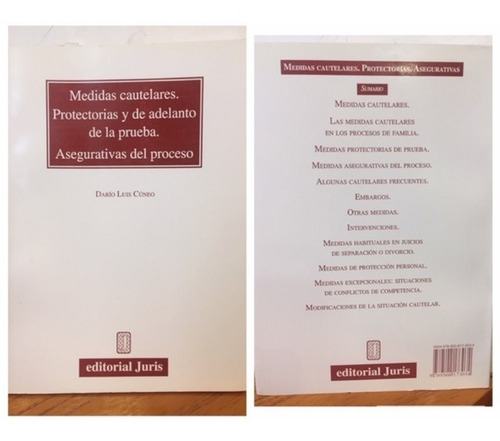 Medidas cautelares.
Protectorias y de adelanto
de la prueba.
Asegurativas del proceso
Darío Luis Cúneo
editorial Juris
Medidas cautelares. Protectorias. Asegurativas
Sumario
Medidas cautelares.
Las medidas cautelares
en los procesos de familia.
Medidas protectorias de prueba.
Medidas asegurativas del proceso.
Algunas cautelares frecuentes.
Embargos.
Otras medidas.
Intervenciones.
Medidas habituales en juicios
de separación o divorcio.
Medidas de protección personal.
Medidas excepcionales: situaciones
de conflictos de competencia.
Modificaciones de la situación cautelar.
editorial Juris